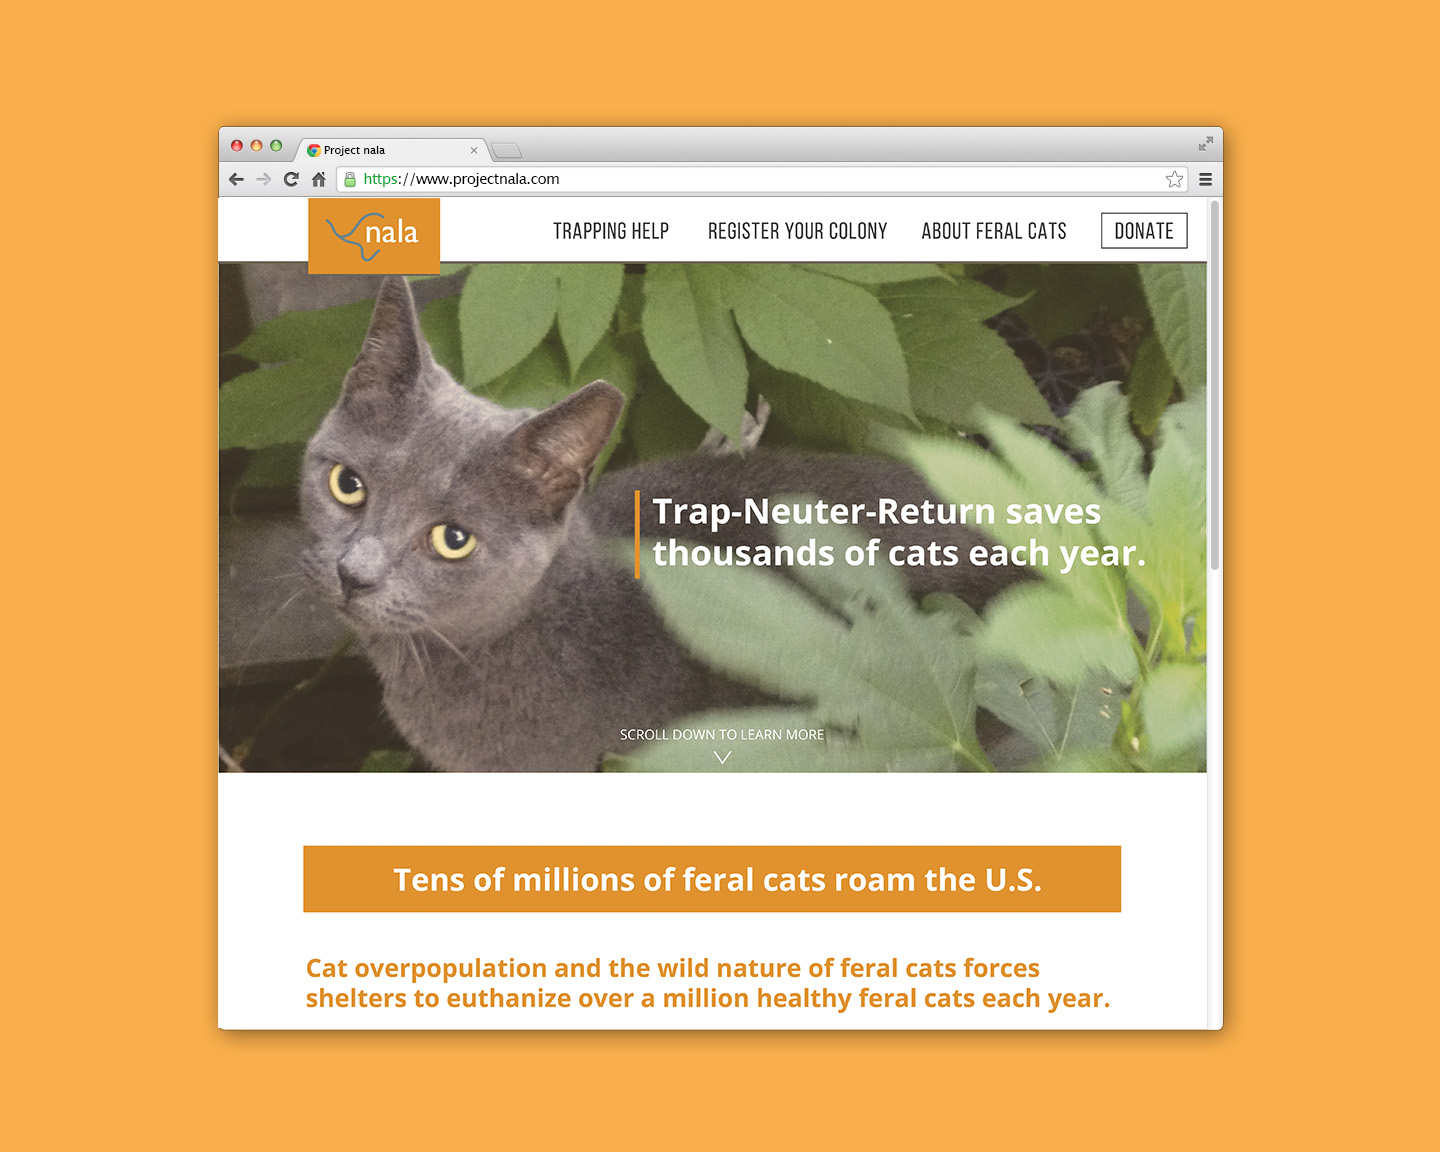 Project nala
https://www.projectnala.com
nala
TRAPPING HELP
REGISTER YOUR COLONY
ABOUT FERAL CATS
DONATE
Trap-Neuter-Return saves
thousands of cats each year.
SCROLL DOWN TO LEARN MORE
Tens of millions of feral cats roam the U.S.
Cat overpopulation and the wild nature of feral cats forces
shelters to euthanize over a million healthy feral cats each year.